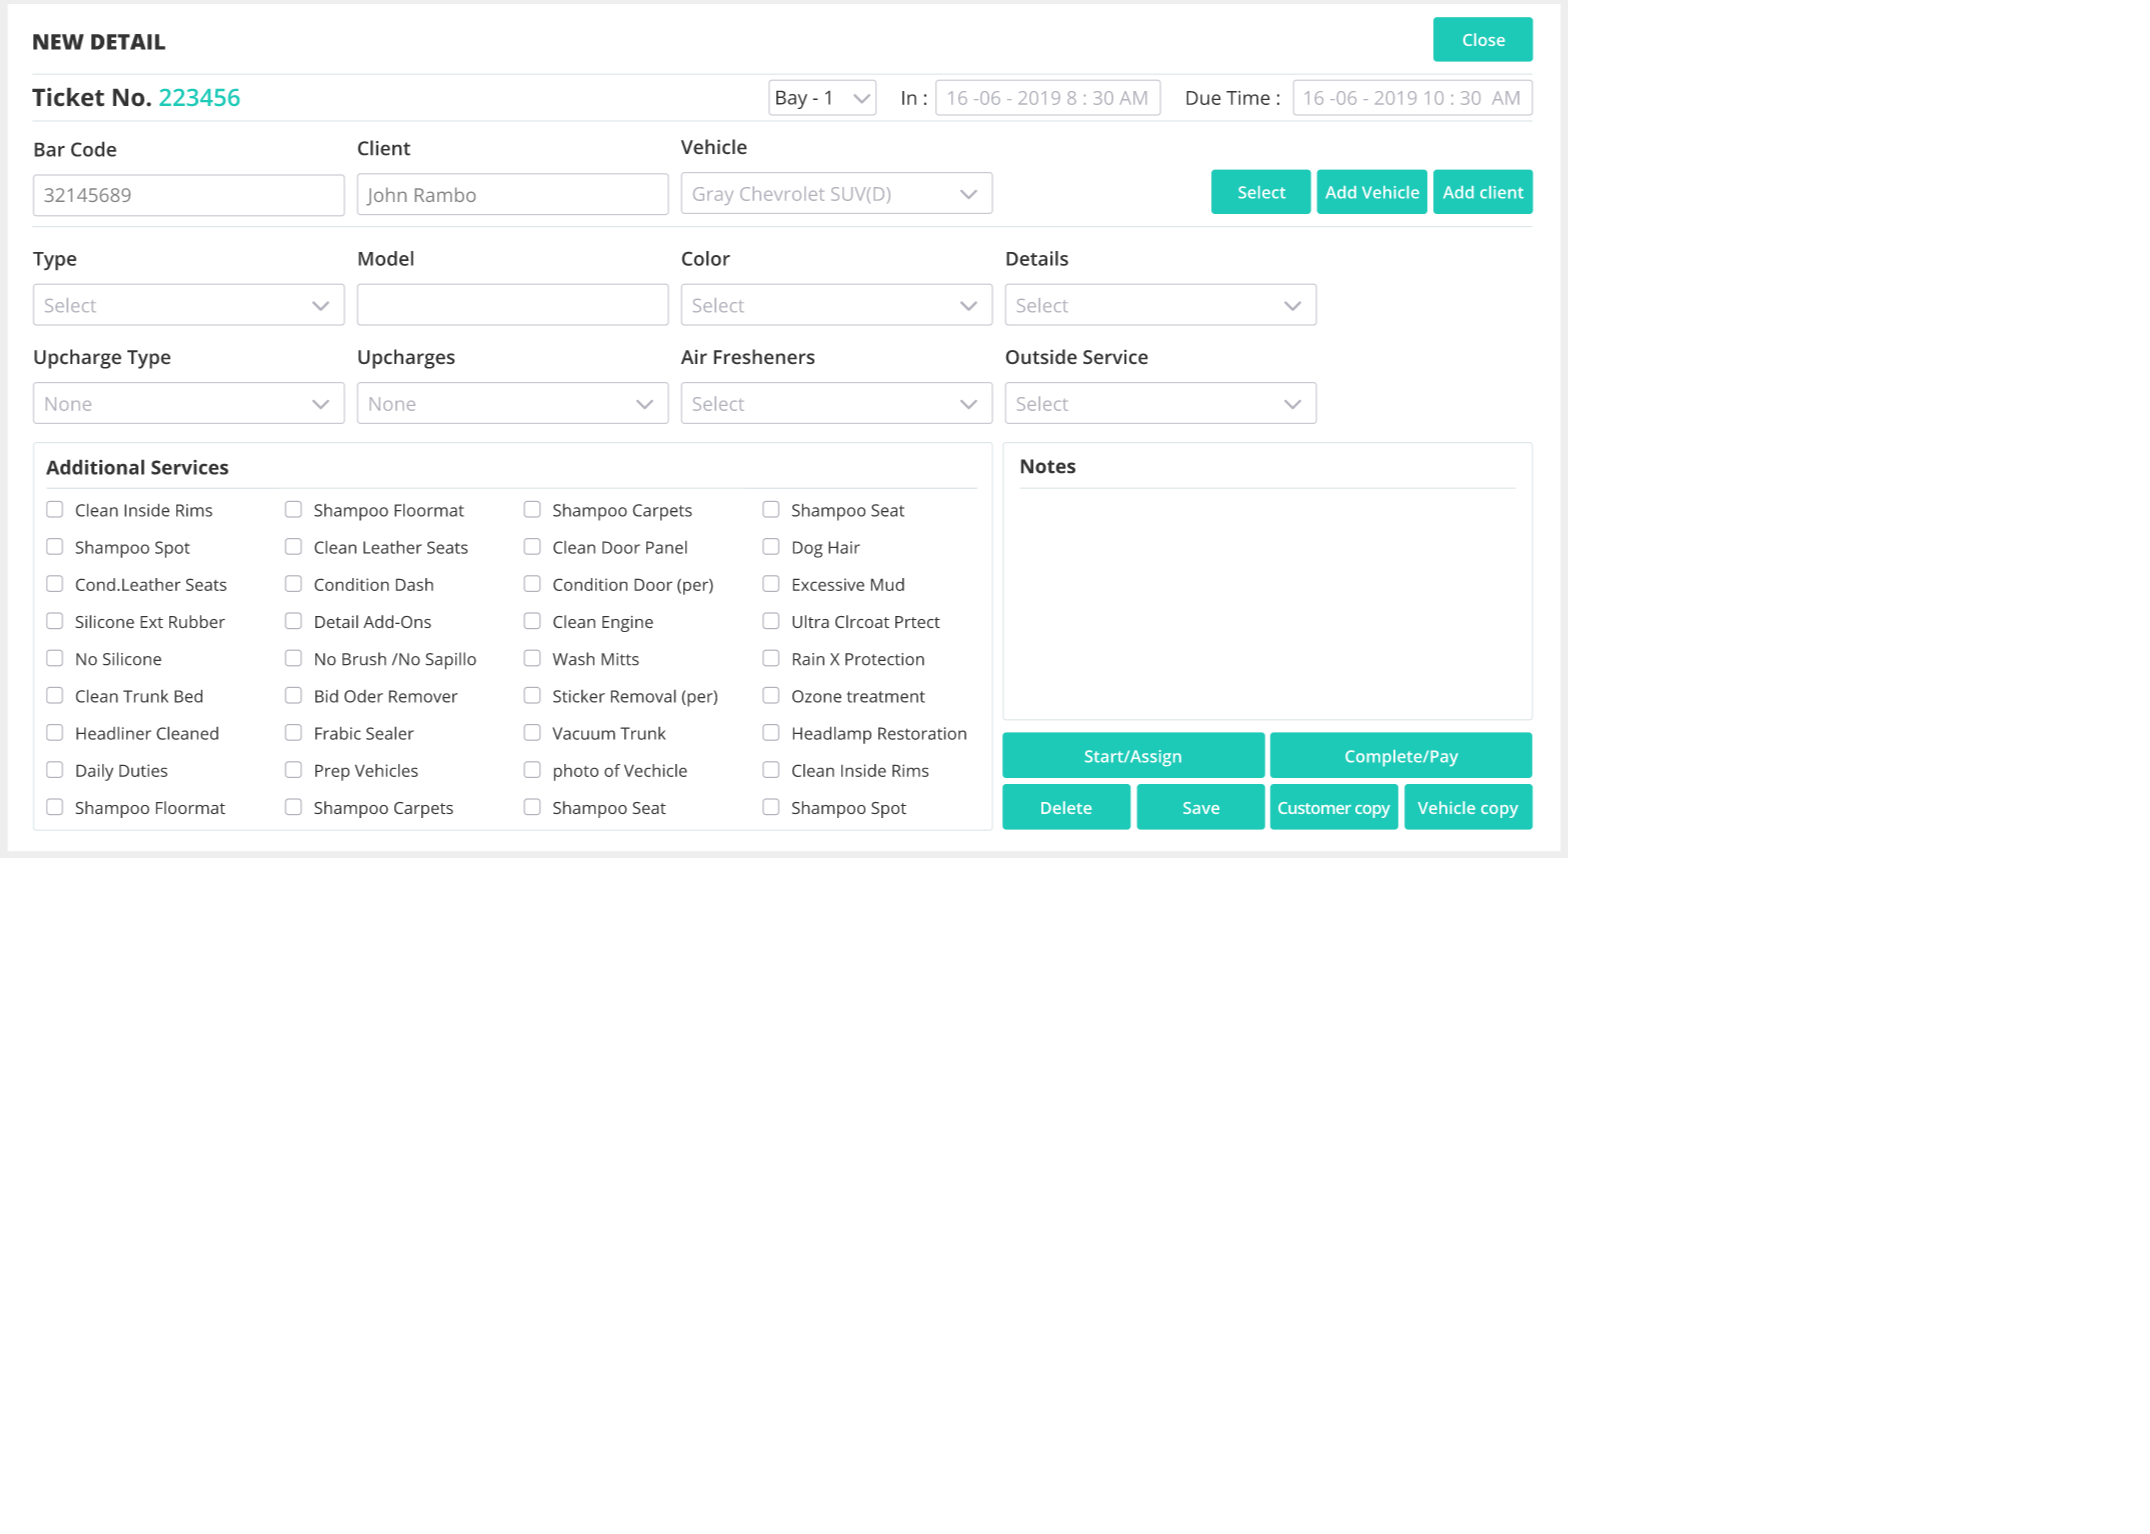 NEW DETAIL
Close
Ticket No. 223456
Bay - 1
In :
16 -06 - 2019 8 : 30 AM
Due Time :
16 -06 - 2019 10 : 30 AM
Bar Code
Client
Vehicle
32145689
John Rambo
Gray Chevrolet SUV(D)
Select
Add Vehicle
Add client
Type
Model
Color
Details
Select
Select
Select
Upcharge Type
Upcharges
Air Fresheners
Outside Service
None
None
Select
Select
Additional Services
Clean Inside Rims
Shampoo Floormat
Shampoo Carpets
Shampoo Seat
Shampoo Spot
Clean Leather Seats
Clean Door Panel
Dog Hair
Cond.Leather Seats
Condition Dash
Condition Door (per)
Excessive Mud
Silicone Ext Rubber
Detail Add-Ons
Clean Engine
Ultra Clrcoat Prtect
No Silicone
No Brush /No Sapillo
Wash Mitts
Rain X Protection
Clean Trunk Bed
Bid Oder Remover
Sticker Removal (per)
Ozone treatment
Headliner Cleaned
Frabic Sealer
Vacuum Trunk
Headlamp Restoration
Daily Duties
Prep Vehicles
photo of Vechicle
Clean Inside Rims
Shampoo Floormat
Shampoo Carpets
Shampoo Seat
Shampoo Spot
Notes
Start/Assign
Complete/Pay
Delete
Save
Customer copy
Vehicle copy